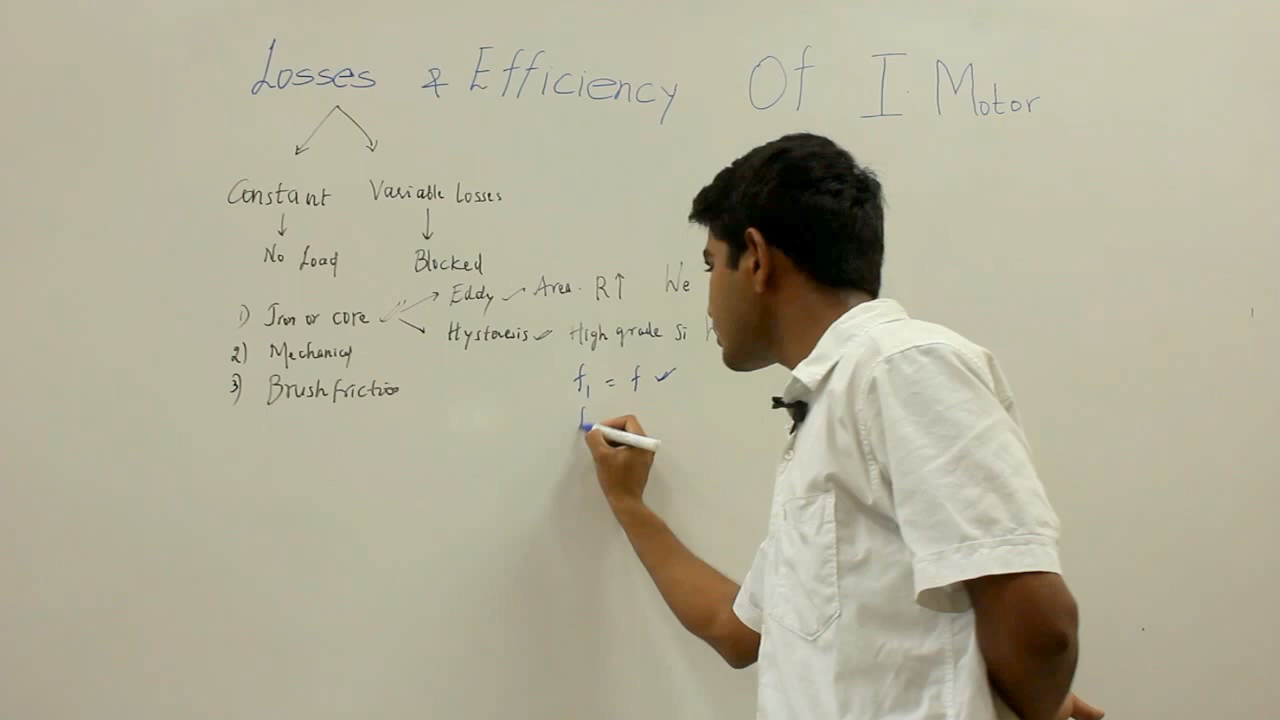 Losses & Efficiency Of I. Motor
Constant Variable Losses
No Load Blocked
Eddy Area. R↑ We
1) Iron or core
Hysteresis High grade Si
2) Mechanical
f1 = f ✓
3) Brush friction